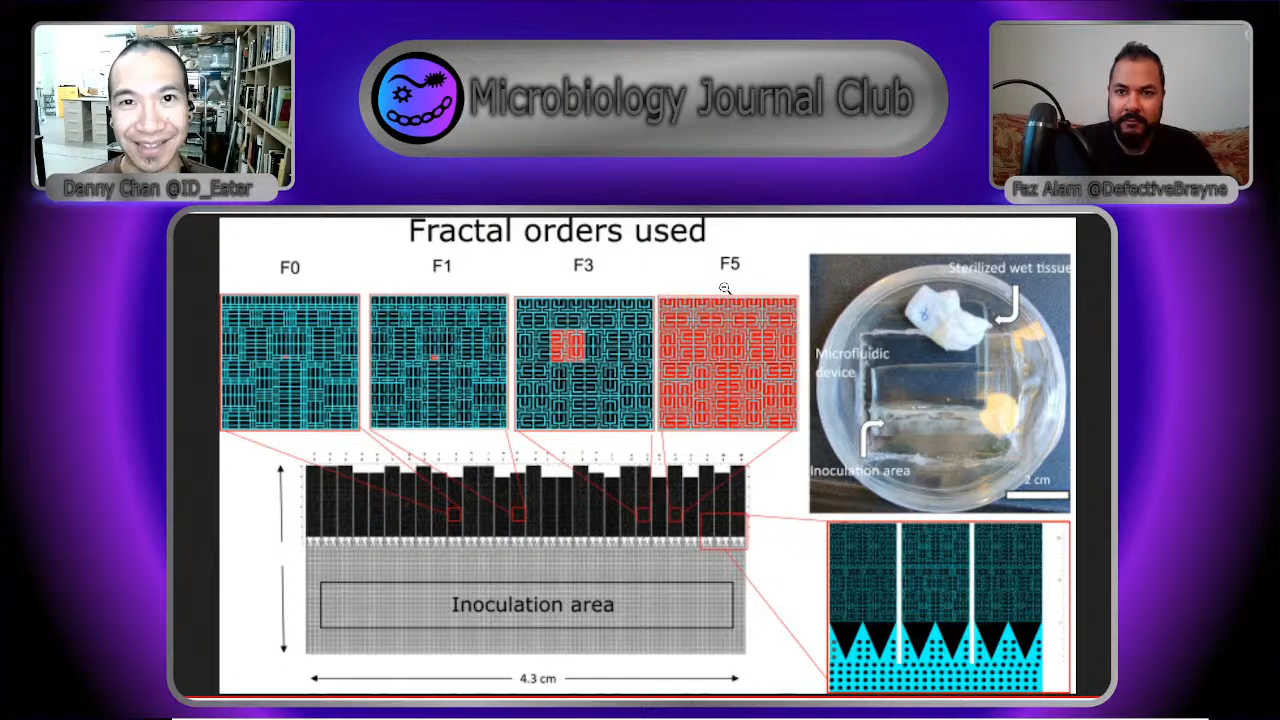 Microbiology Journal Club
Danny Chan @ID_Eater
Faz Alam @DefectiveBrayne
Fractal orders used
F0
F1
F3
F5
Sterilized wet tissue
Microfluidic
device
Inoculation area
2 cm
Inoculation area
4.3 cm